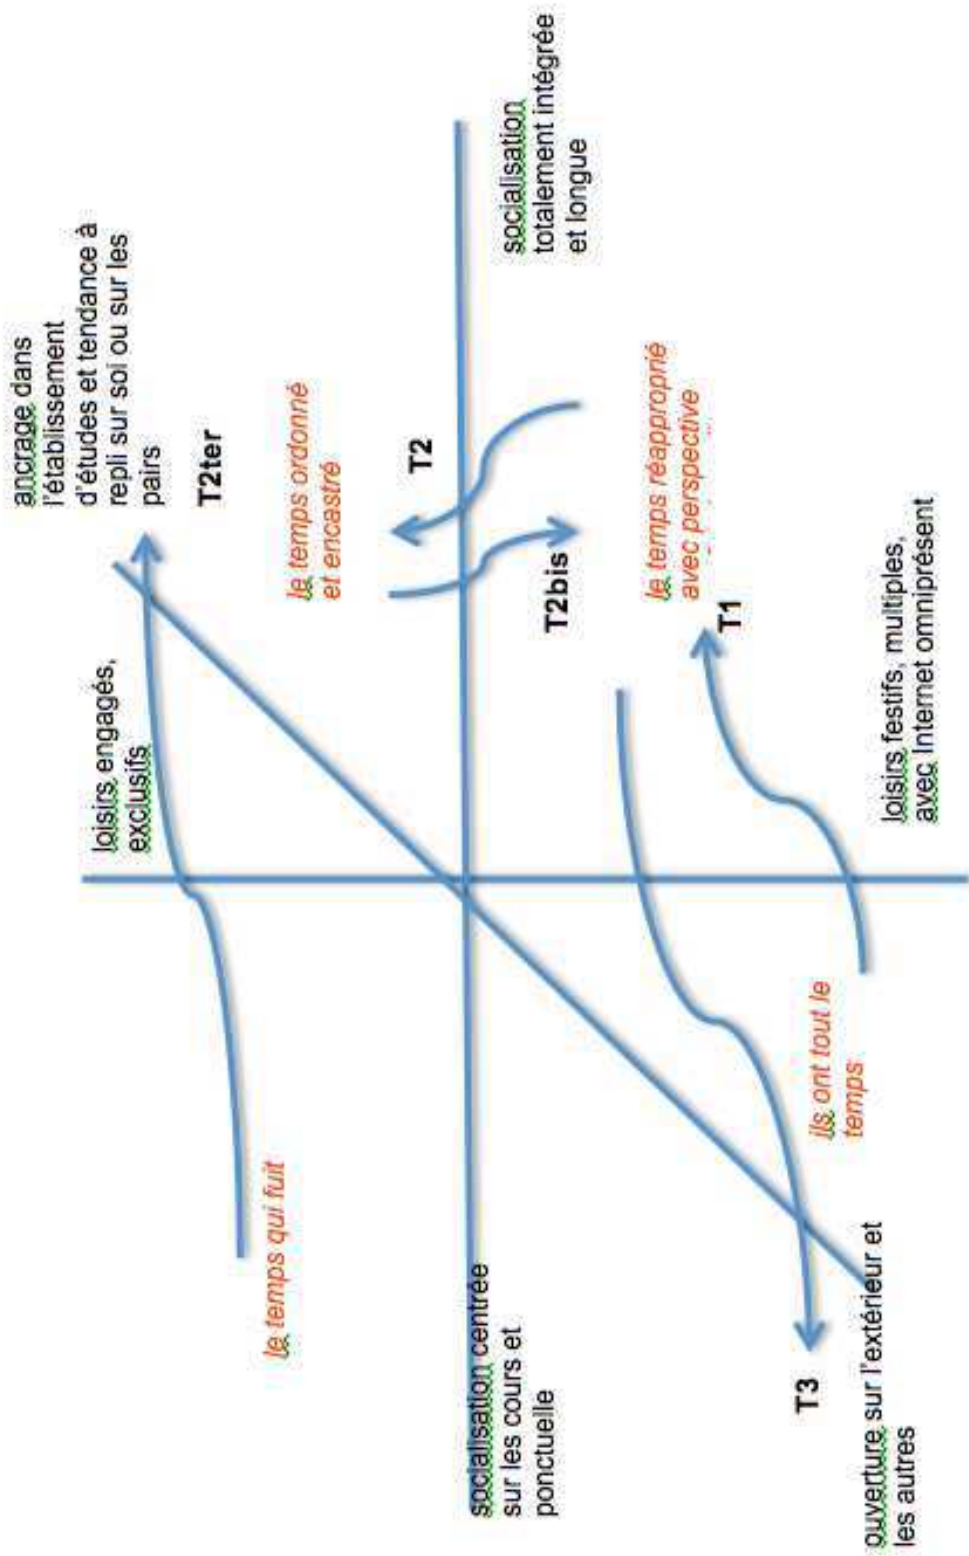 ancrage dans
l'établissement
d'études et tendance à
repli sur soi ou sur les
pairs
T2ter
loisirs engagés,
exclusifs
le temps qui fuit
le temps ordonné
et encastré
T2
socialisation
totalement intégrée
et longue
T2bis
socialisation centrée
sur les cours et
ponctuelle
le temps réapproprié
avec perspective
T1
ils ont tout le
temps
loisirs festifs, multiples,
avec Internet omniprésent
T3
ouverture sur l'extérieur et
les autres